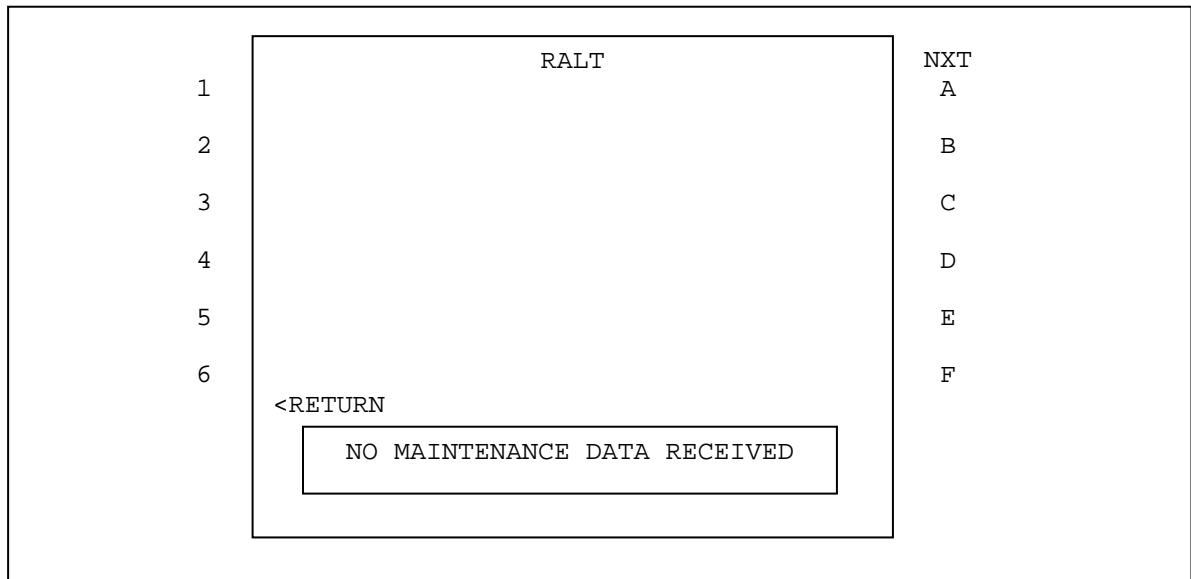 RALT NXT
1 A
2 B
3 C
4 D
5 E
6 F
<RETURN
NO MAINTENANCE DATA RECEIVED